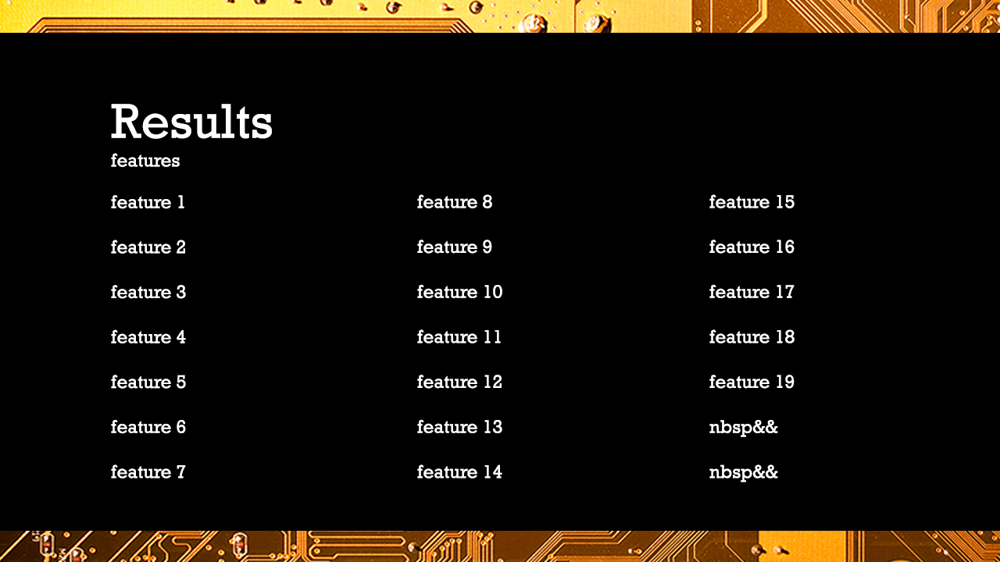 Results
features
feature 1
feature 2
feature 3
feature 4
feature 5
feature 6
feature 7
feature 8
feature 9
feature 10
feature 11
feature 12
feature 13
feature 14
feature 15
feature 16
feature 17
feature 18
feature 19
nbsp&&
nbsp&&